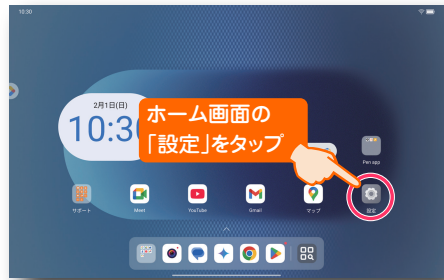 10:30
2月1日(日)
10:30
ホーム画面の
「設定」をタップ
Pen app
サポート
Meet
YouTube
Gmail
マップ
設定